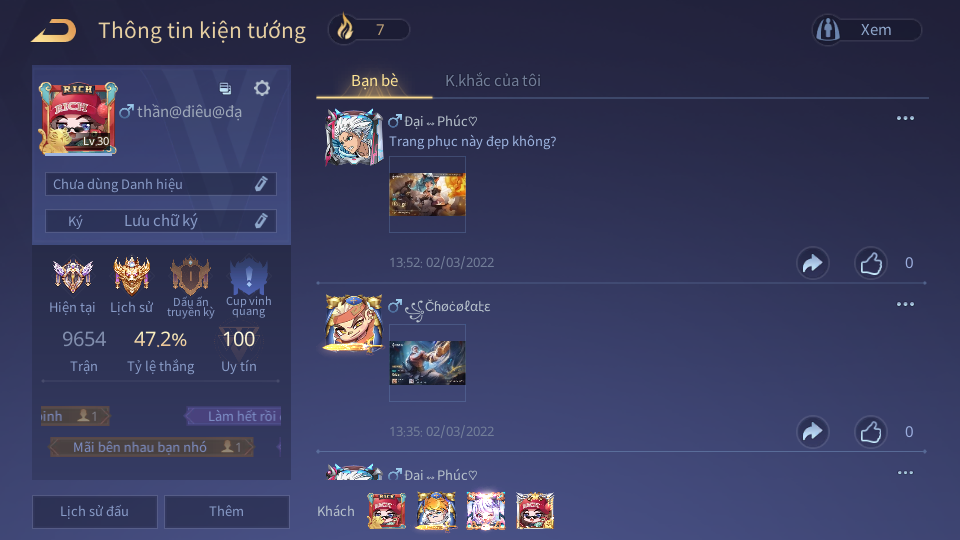 Thông tin kiện tướng
7
Xem
RICH
RICH
Lv.30
thần@điêu@đạ
Chưa dùng Danh hiệu
Ký
Lưu chữ ký
Hiện tại
Lịch sử
Dấu ấn truyền kỳ
Cup vinh quang
9654
47.2%
100
Trận
Tỷ lệ thắng
Uy tín
1
Làm hết rồi
Mãi bên nhau bạn nhó
1
Lịch sử đấu
Thêm
Bạn bè
K.khắc của tôi
Đại↔Phúc♡
Trang phục này đẹp không?
13:52: 02/03/2022
0
꧁Čhøċøƚαŧɛ
13:35: 02/03/2022
0
Đại↔Phúc♡
Khách